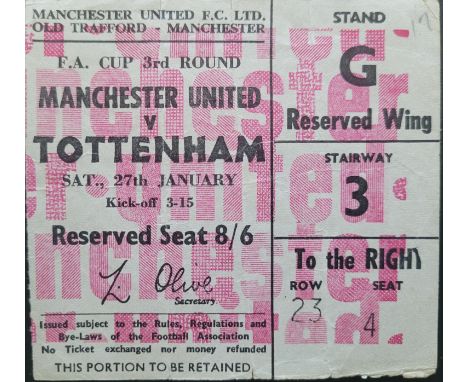 MANCHESTER UNITED F.C. LTD.
OLD TRAFFORD - MANCHESTER
F.A. CUP 3rd ROUND
MANCHESTER UNITED
V
TOTTENHAM
SAT., 27th JANUARY
Kick-off 3-15
Reserved Seat 8/6
L. Olive
Secretary.
Issued subject to the Rules, Regulations and
Bye-Laws of the Football Association
No Ticket exchanged nor money refunded
THIS PORTION TO BE RETAINED
STAND
G
Reserved Wing
STAIRWAY
3
To the RIGH
ROW SEAT
23 4